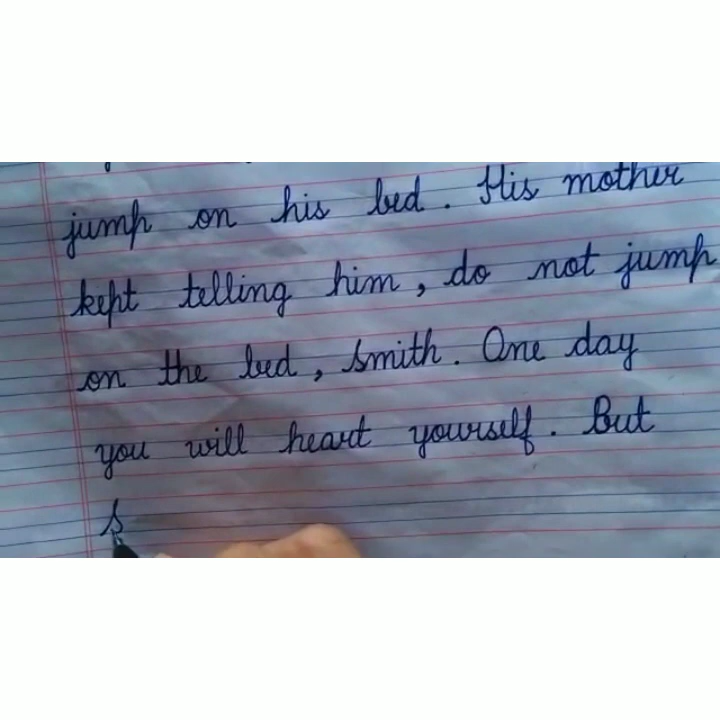 jump on his bed. His mother
kept telling him, do not jump
on the bed, Smith. One day
you will heart yourself. But
S